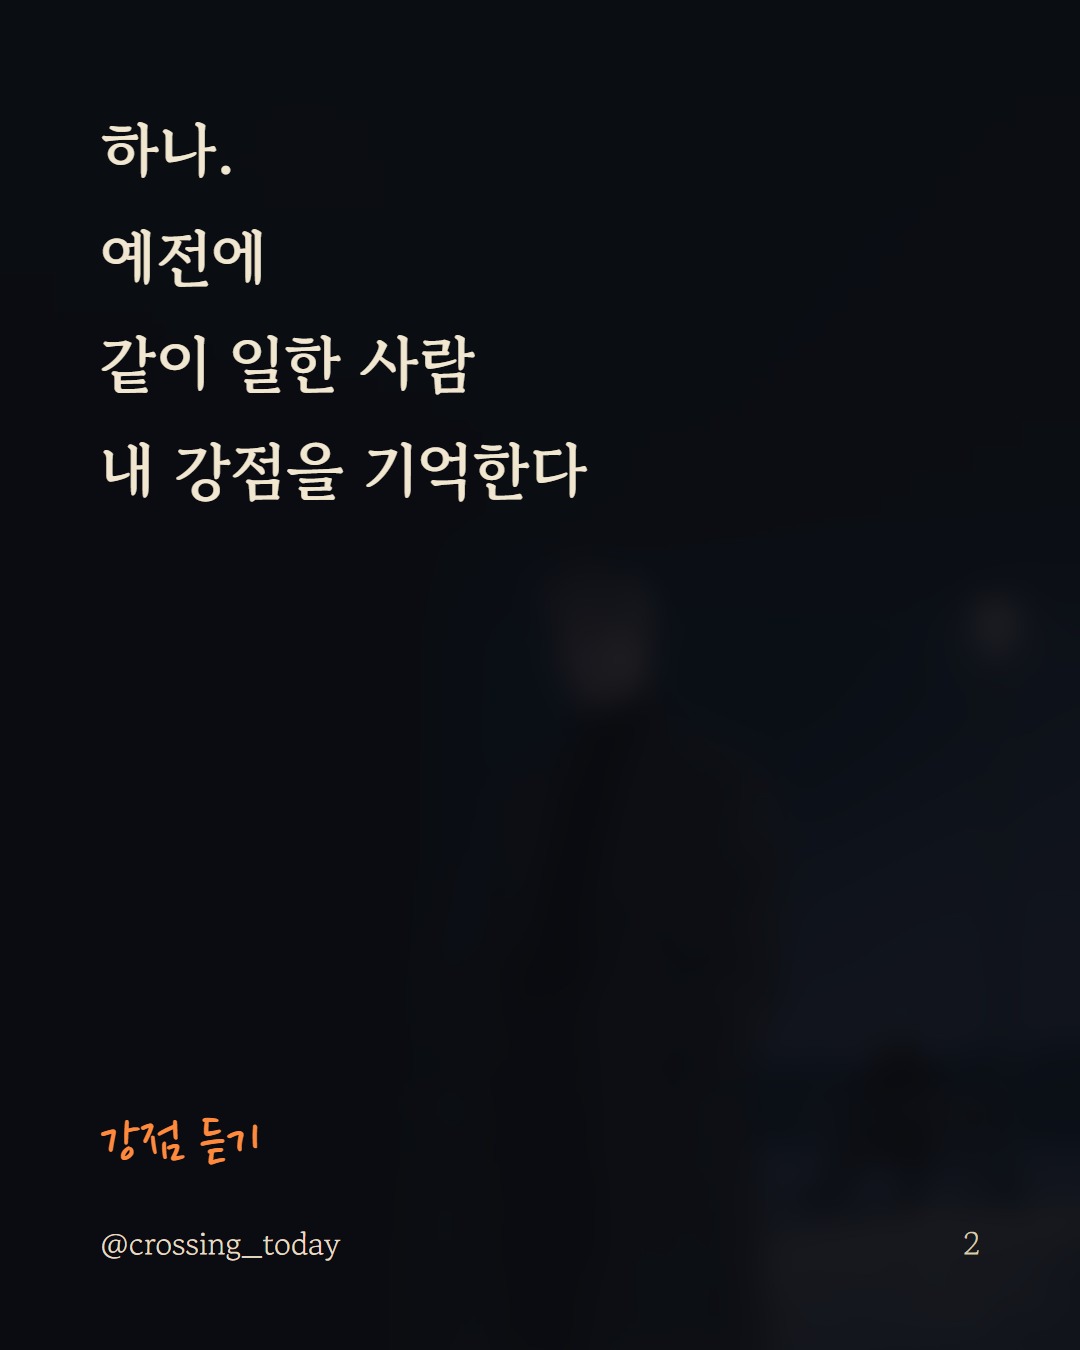 하나.
예전에
같이 일한 사람
내 강점을 기억한다
강점 듣기
@crossing_today
2